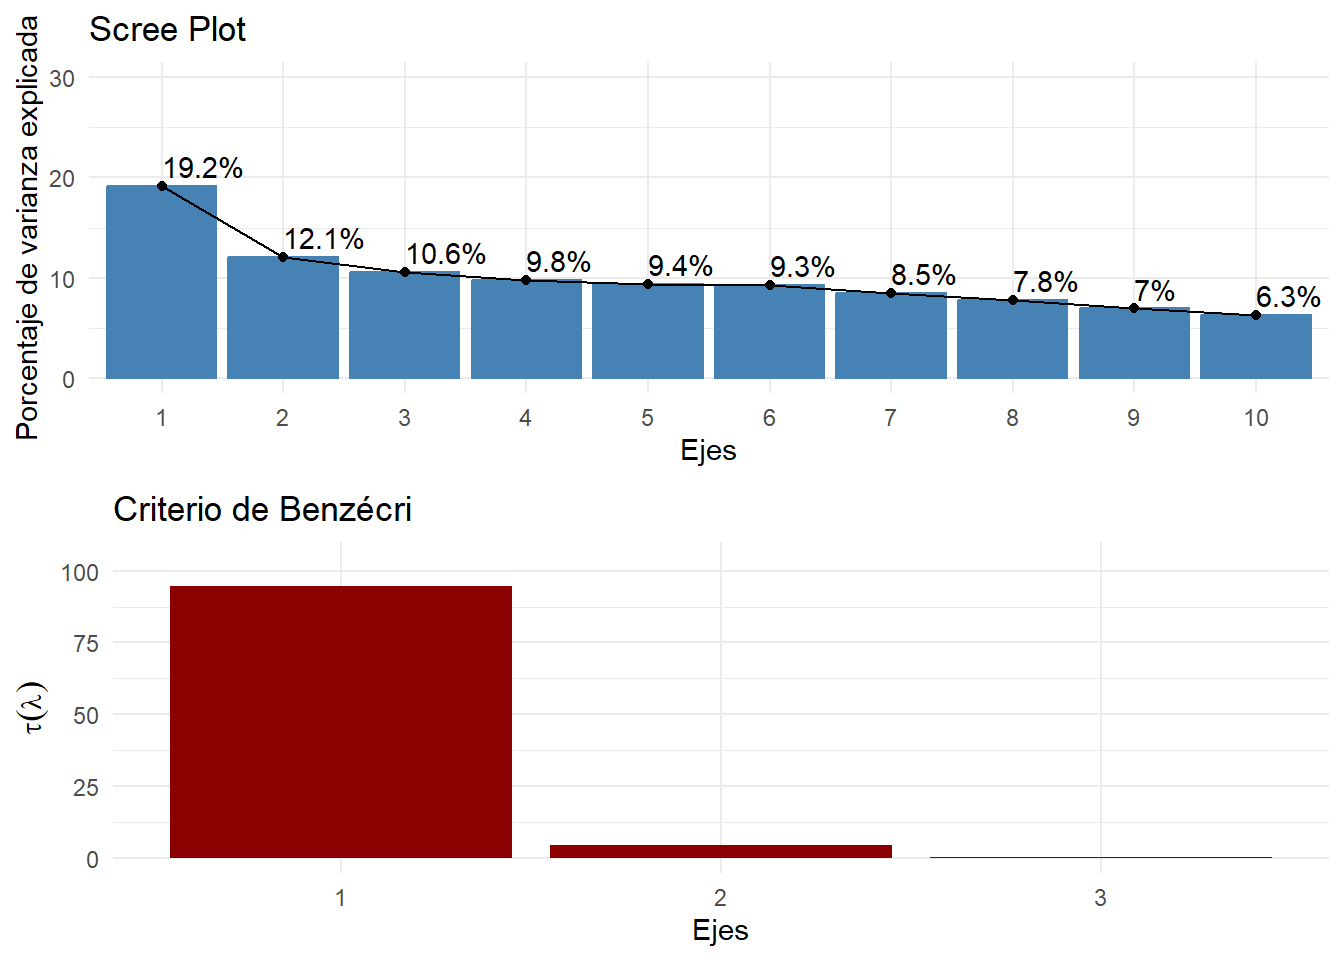 Scree Plot
Porcentaje de varianza explicada
30
20
10
0
19.2%
12.1%
10.6%
9.8%
9.4%
9.3%
8.5%
7.8%
7%
6.3%
1 2 3 4 5 6 7 8 9 10
Ejes
Criterio de Benzécri
τ(λ)
100
75
50
25
0
1 2 3
Ejes